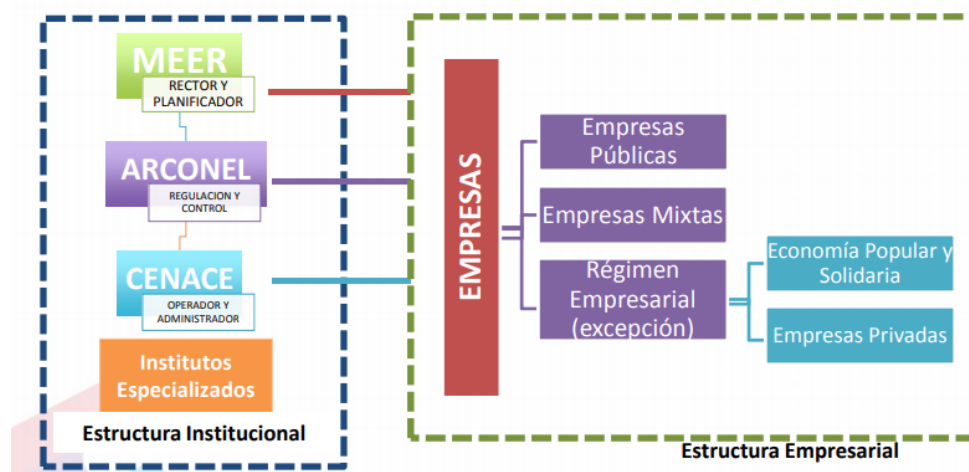 MEER
RECTOR Y
PLANIFICADOR
ARCONEL
REGULACION Y
CONTROL
CENACE
OPERADOR Y
ADMINISTRADOR
Institutos
Especializados
Estructura Institucional
EMPRESAS
Empresas
Públicas
Empresas Mixtas
Régimen
Empresarial
(excepción)
Economía Popular y
Solidaria
Empresas Privadas
Estructura Empresarial